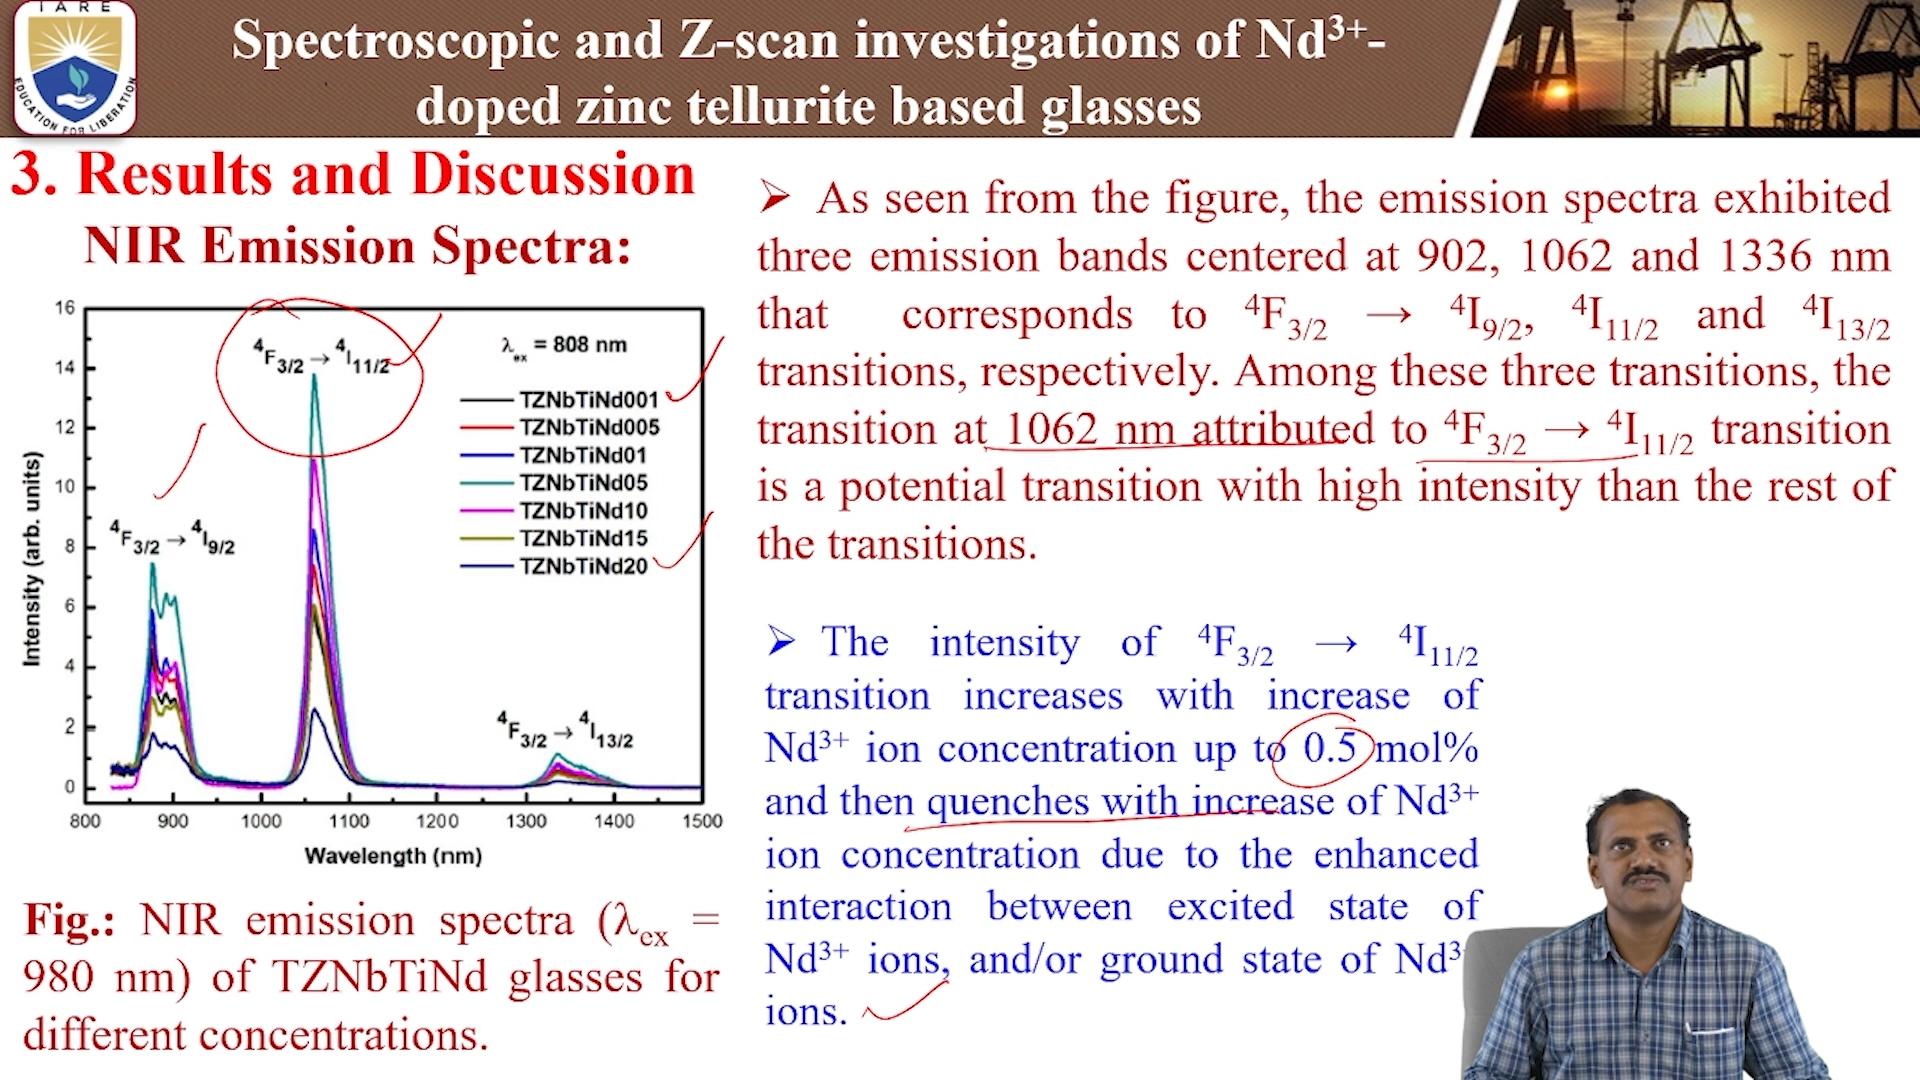 IARE
EDUCATION FOR LIBERATION
Spectroscopic and Z-scan investigations of Nd³⁺-
doped zinc tellurite based glasses
3. Results and Discussion
NIR Emission Spectra:
16
14
12
10
8
6
4
2
0
Intensity (arb. units)
⁴F₃/₂ → ⁴I₉/₂
⁴F₃/₂ → ⁴I₁₁/₂
⁴F₃/₂ → ⁴I₁₃/₂
λₑₓ = 808 nm
TZNbTiNd001
TZNbTiNd005
TZNbTiNd01
TZNbTiNd05
TZNbTiNd10
TZNbTiNd15
TZNbTiNd20
800 900 1000 1100 1200 1300 1400 1500
Wavelength (nm)
Fig.: NIR emission spectra (λₑₓ =
980 nm) of TZNbTiNd glasses for
different concentrations.
➢ As seen from the figure, the emission spectra exhibited
three emission bands centered at 902, 1062 and 1336 nm
that corresponds to ⁴F₃/₂ → ⁴I₉/₂, ⁴I₁₁/₂ and ⁴I₁₃/₂
transitions, respectively. Among these three transitions, the
transition at 1062 nm attributed to ⁴F₃/₂ → ⁴I₁₁/₂ transition
is a potential transition with high intensity than the rest of
the transitions.
➢ The intensity of ⁴F₃/₂ → ⁴I₁₁/₂
transition increases with increase of
Nd³⁺ ion concentration up to 0.5 mol%
and then quenches with increase of Nd³⁺
ion concentration due to the enhanced
interaction between excited state of
Nd³⁺ ions, and/or ground state of Nd³
ions.